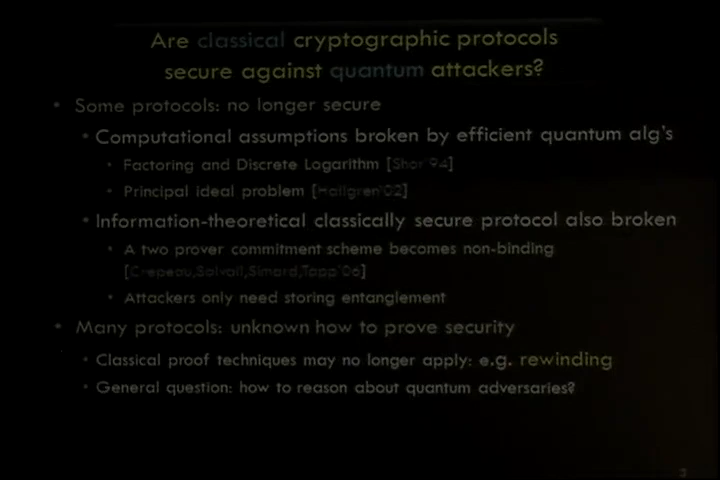 Are classical cryptographic protocols
secure against quantum attackers?
• Some protocols: no longer secure
• Computational assumptions broken by efficient quantum alg's
• Factoring and Discrete Logarithm [Shor'94]
• Principal ideal problem [Hallgren'02]
• Information-theoretical classically secure protocol also broken
• A two prover commitment scheme becomes non-binding
[Crepeau,Salvail,Simard,Tapp'06]
• Attackers only need storing entanglement
• Many protocols: unknown how to prove security
• Classical proof techniques may no longer apply: e.g. rewinding
• General question: how to reason about quantum adversaries?